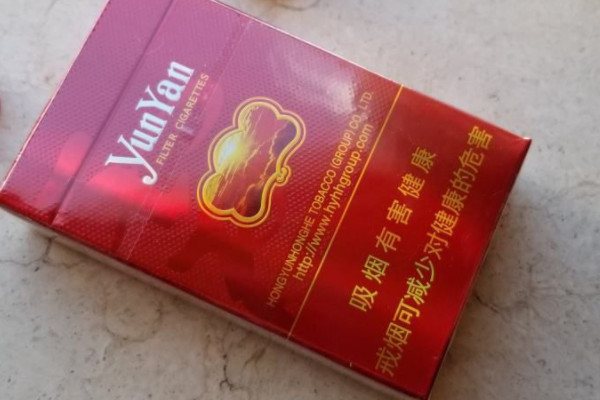 YunYan
FILTER CIGARETTES
HONGYUNHONGHE TOBACCO (GROUP) CO., LTD.
http://www.hyhhgroup.com
吸烟有害健康
戒烟可减少对健康的危害